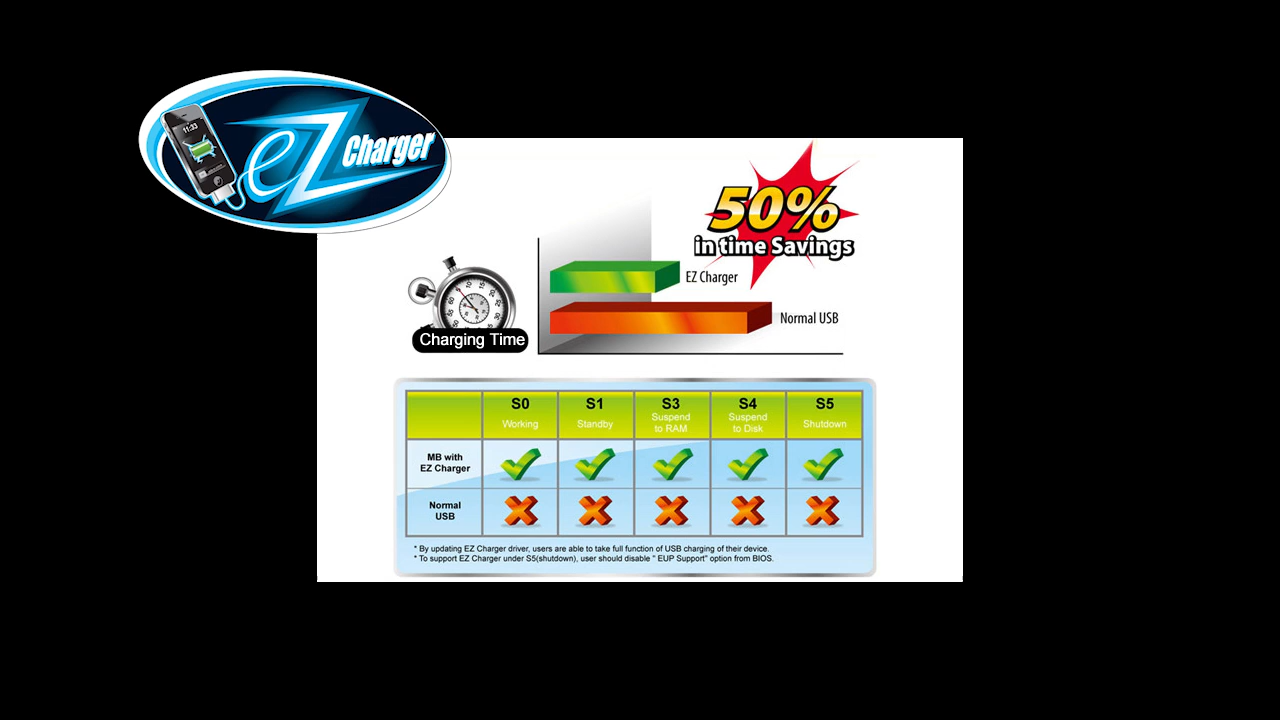 11:33
eZ Charger
50%
in time Savings
EZ Charger
Normal USB
Charging Time
S0 S1 S3 S4 S5
Working Standby Suspend to RAM Suspend to Disk Shutdown
MB with
EZ Charger
Normal
USB
* By updating EZ Charger driver, users are able to take full function of USB charging of their device.
* To support EZ Charger under S5(shutdown), user should disable " EUP Support" option from BIOS.